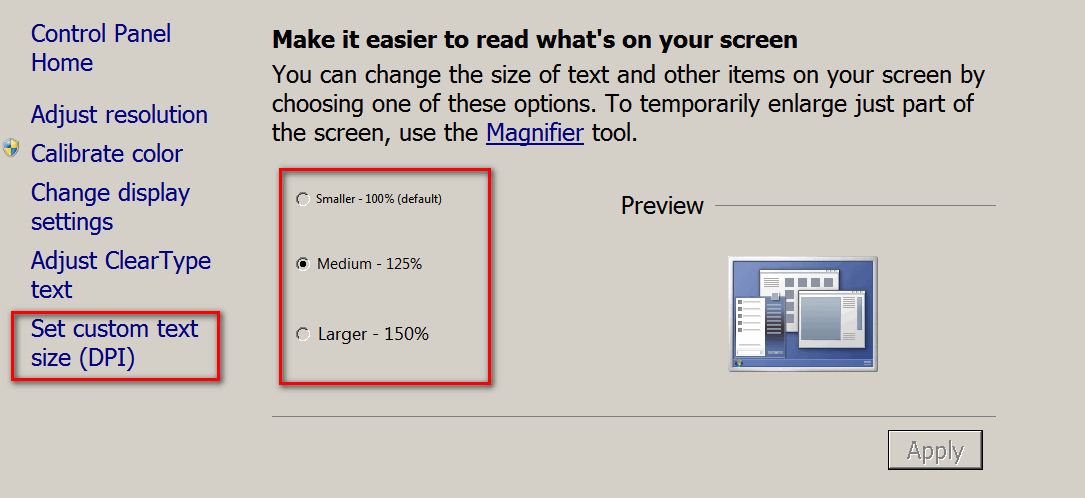 Control Panel
Home
Adjust resolution
Calibrate color
Change display
settings
Adjust ClearType
text
Set custom text
size (DPI)
Make it easier to read what's on your screen
You can change the size of text and other items on your screen by
choosing one of these options. To temporarily enlarge just part of
the screen, use the Magnifier tool.
Smaller - 100% (default)
Medium - 125%
Larger - 150%
Preview
Apply